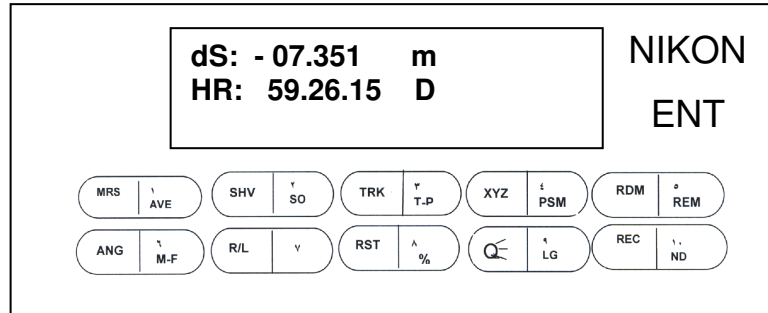 dS: - 07.351 m
HR: 59.26.15 D
NIKON
ENT
MRS ١ AVE
SHV ٢ SO
TRK ٣ T-P
XYZ ٤ PSM
RDM ٥ REM
ANG ٦ M-F
R/L ٧
RST ٨ %
٩ LG
REC ١٠ ND